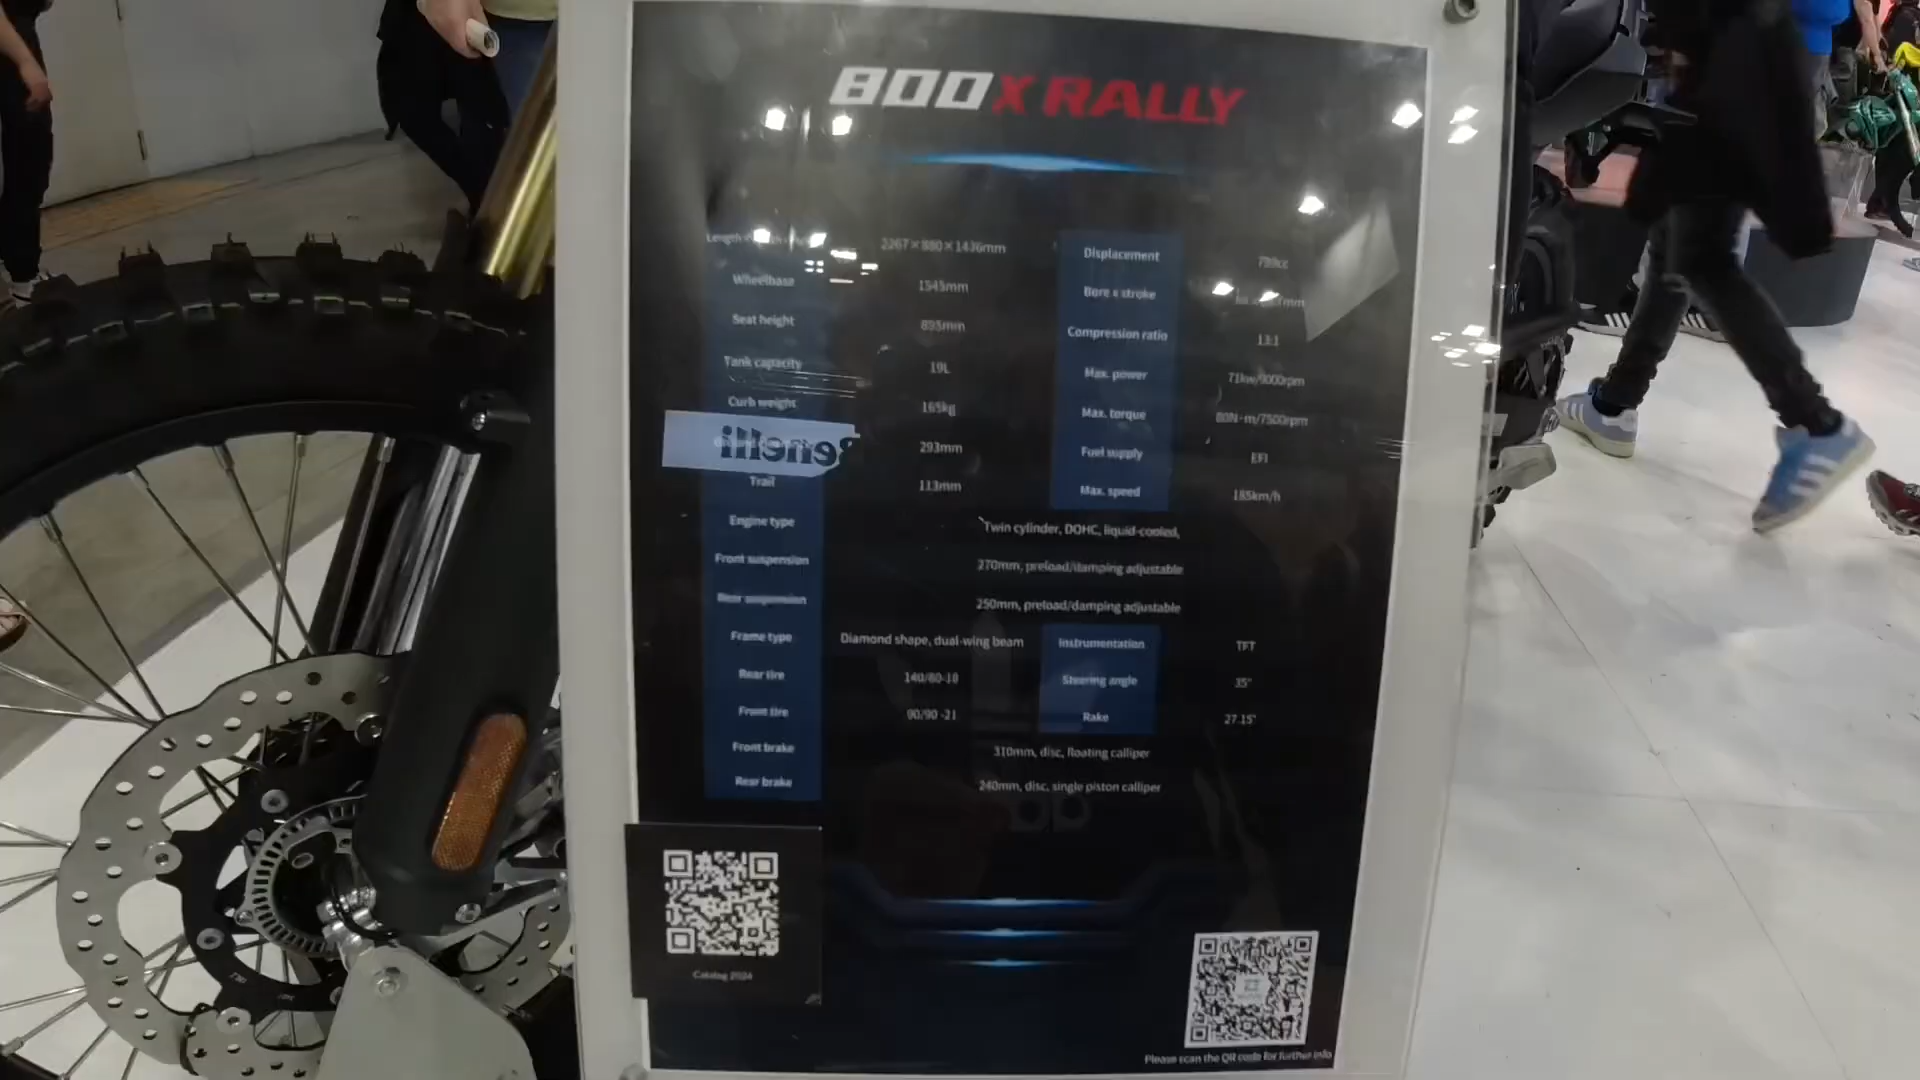 800 X RALLY
2267×880×1436mm
Wheelbase 1545mm
Seat height 895mm
Tank capacity 19L
Curb weight 165kg
293mm
Trail 113mm
Displacement 799cc
Bore x stroke
Compression ratio 13:1
Max. power 71kw/9000rpm
Max. torque 80N·m/7500rpm
Fuel supply EFI
Max. speed 185km/h
Engine type Twin cylinder, DOHC, liquid-cooled,
Front suspension 270mm, preload/damping adjustable
Rear suspension 250mm, preload/damping adjustable
Frame type Diamond shape, dual-wing beam
Rear tire 140/80-18
Front tire 90/90 -21
Instrumentation TFT
Steering angle 35°
Rake 27.15°
Front brake 310mm, disc, floating calliper
Rear brake 240mm, disc, single piston calliper
Benelli
Catalog 2024
Please scan the QR code for further info